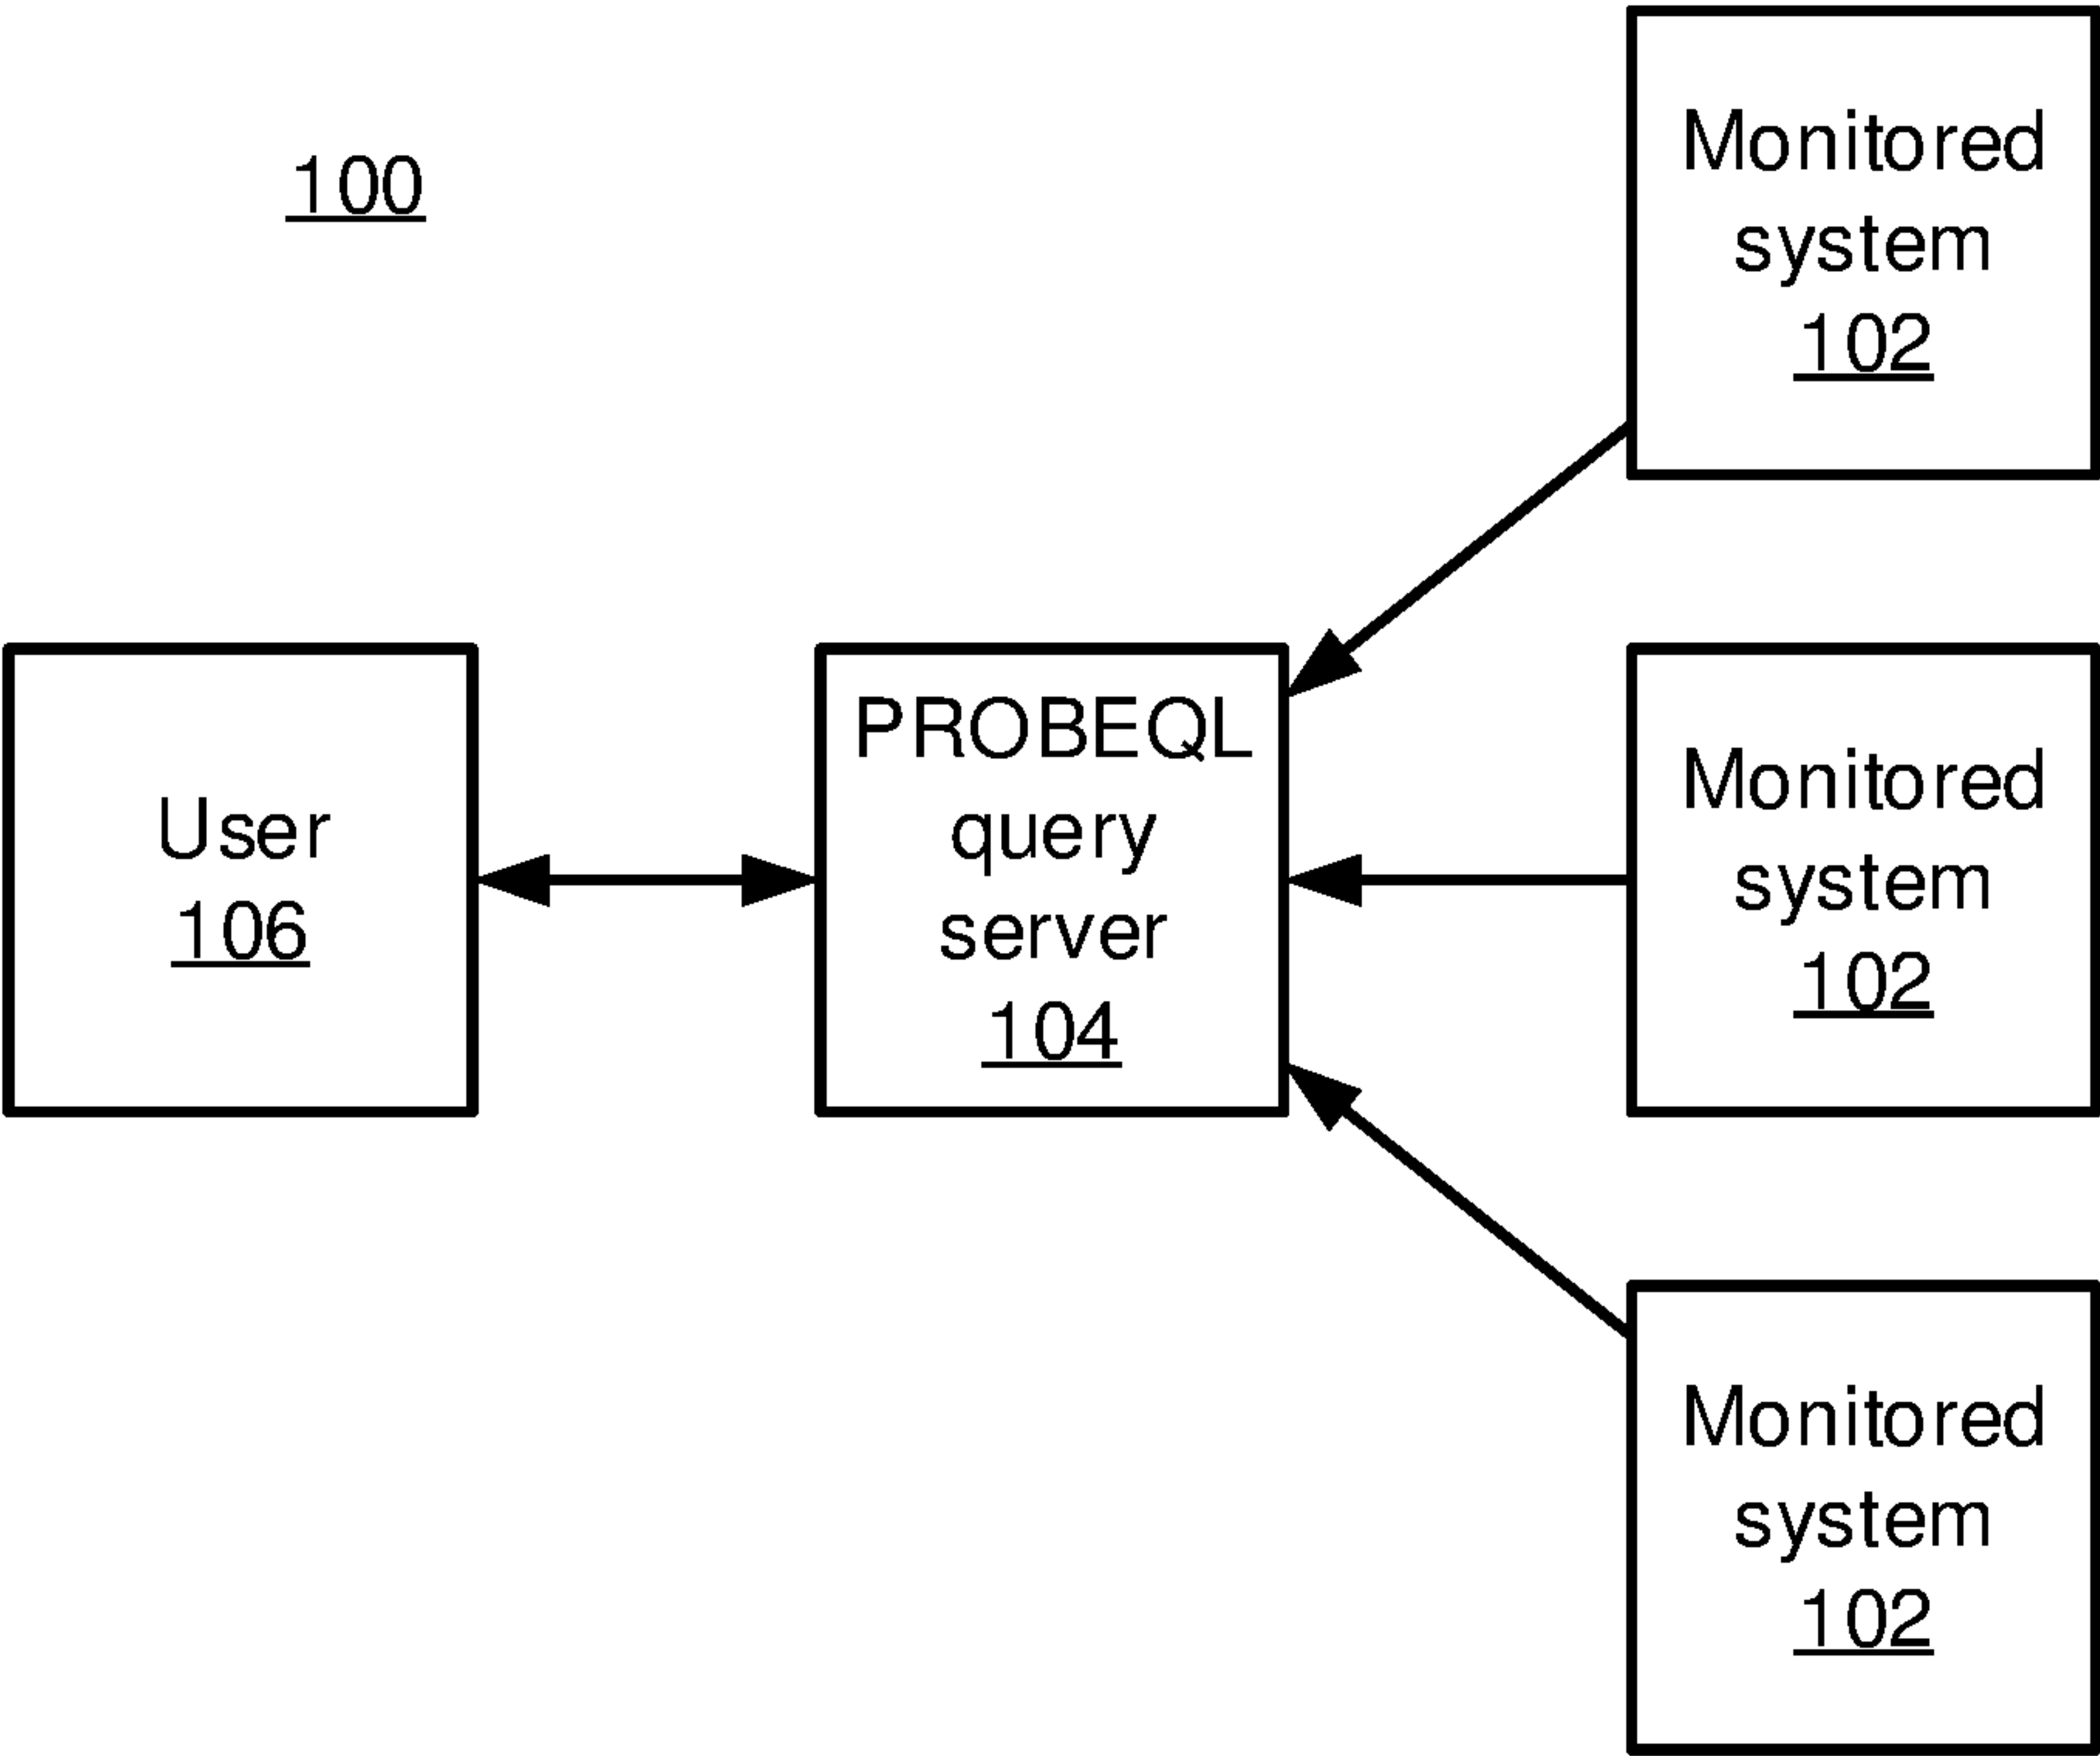 100
Monitored
system
102
User
106
PROBEQL
query
server
104
Monitored
system
102
Monitored
system
102